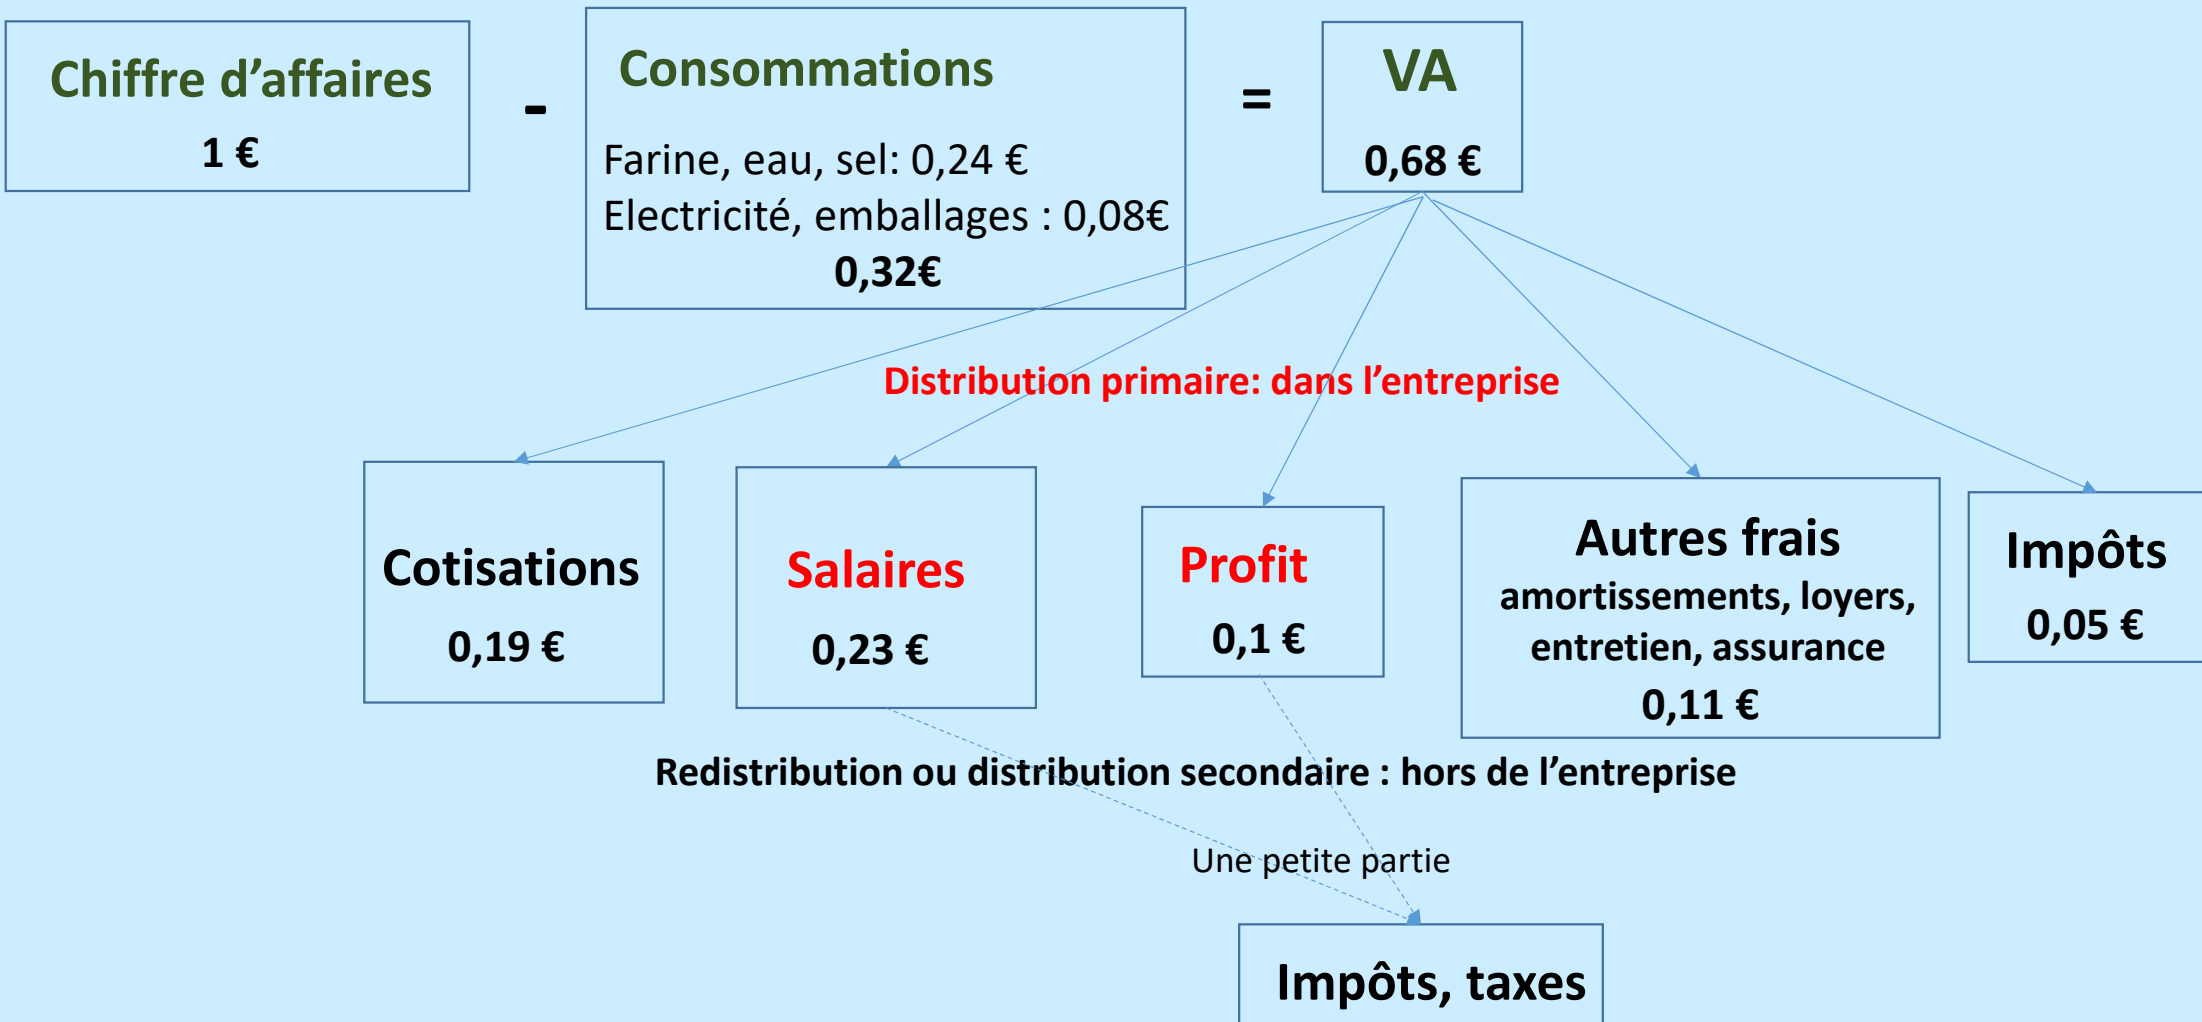 Chiffre d’affaires
1 €
-
Consommations
Farine, eau, sel: 0,24 €
Electricité, emballages : 0,08€
0,32€
=
VA
0,68 €
Distribution primaire: dans l’entreprise
Cotisations
0,19 €
Salaires
0,23 €
Profit
0,1 €
Autres frais
amortissements, loyers,
entretien, assurance
0,11 €
Impôts
0,05 €
Redistribution ou distribution secondaire : hors de l’entreprise
Une petite partie
Impôts, taxes